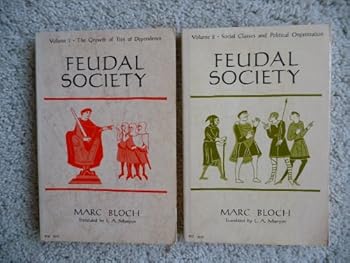 Volume 1 - The Growth of Ties of Dependence
FEUDAL
SOCIETY
MARC BLOCH
Translated by L. A. Manyon
Volume 2 - Social Classes and Political Organization
FEUDAL
SOCIETY
MARC BLOCH
Translated by L. A. Manyon